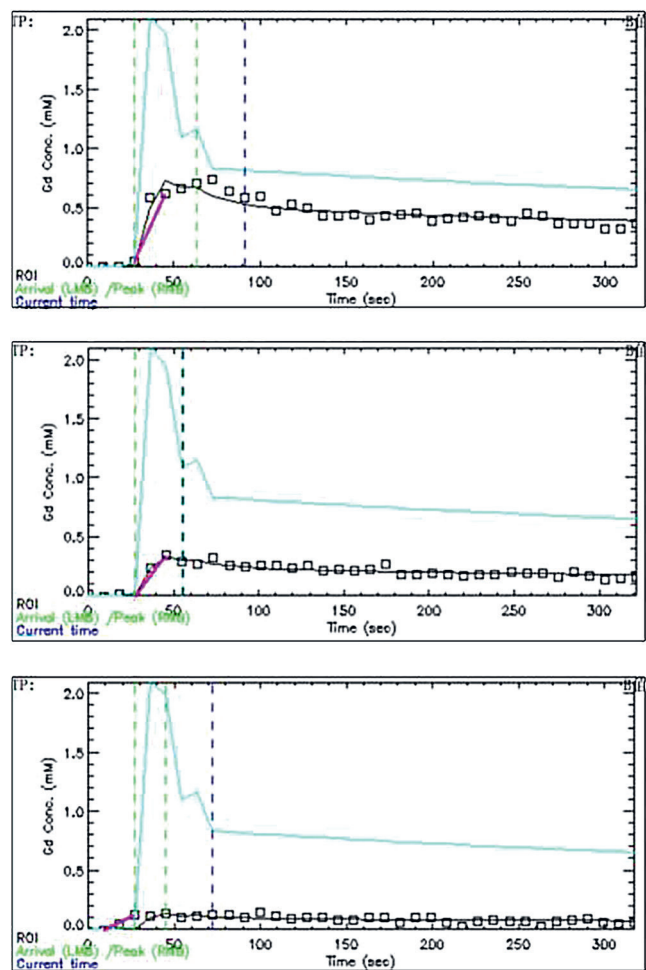 TP:
2.0
1.5
1.0
0.5
0.0
Gd Conc. (mM)
0 50 100 150 200 250 300
Time (sec)
ROI
Arrival (LMB) /Peak (RMB)
Current time
TP:
2.0
1.5
1.0
0.5
0.0
Gd Conc. (mM)
0 50 100 150 200 250 300
Time (sec)
ROI
Arrival (LMB) /Peak (RMB)
Current time
TP:
2.0
1.5
1.0
0.5
0.0
Gd Conc. (mM)
0 50 100 150 200 250 300
Time (sec)
ROI
Arrival (LMB) /Peak (RMB)
Current time